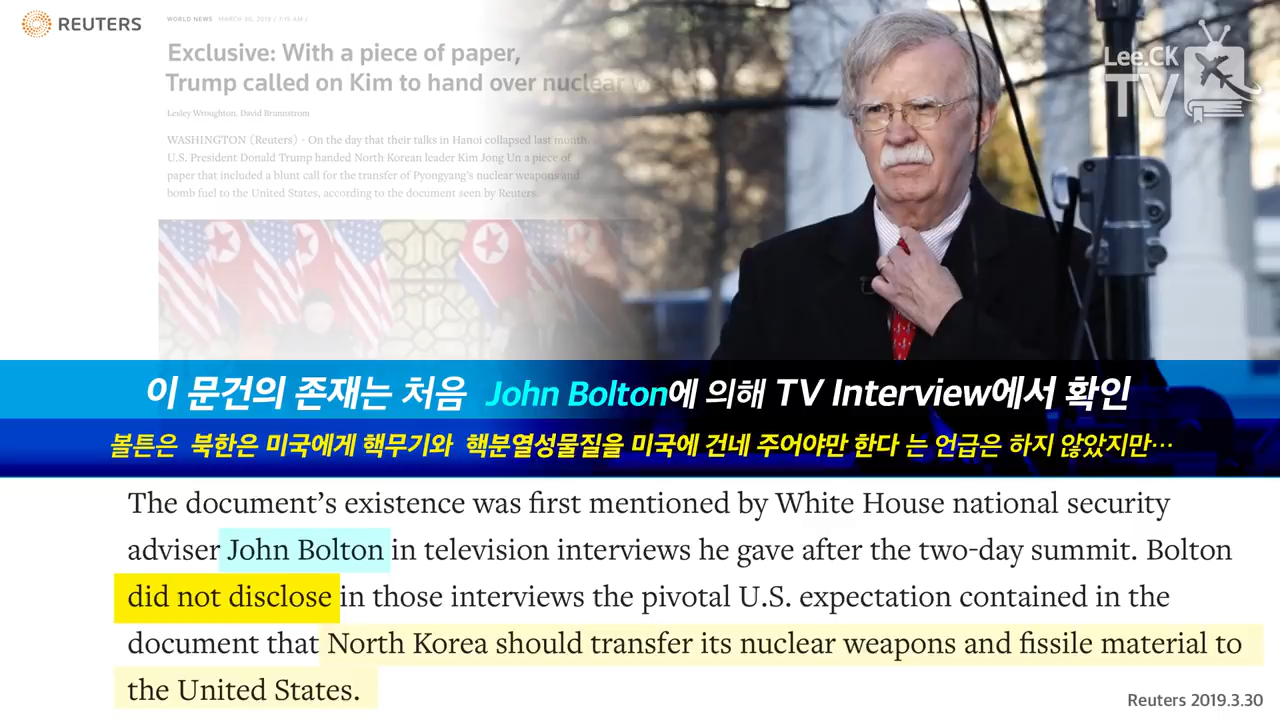 REUTERS
WORLD NEWS MARCH 30, 2019 / 7:15 AM /
Exclusive: With a piece of paper,
Trump called on Kim to hand over nuclear
Lesley Wroughton, David Brunnstrom
WASHINGTON (Reuters) - On the day that their talks in Hanoi collapsed last month,
U.S. President Donald Trump handed North Korean leader Kim Jong Un a piece of
paper that included a blunt call for the transfer of Pyongyang's nuclear weapons and
bomb fuel to the United States, according to the document seen by Reuters.
Lee.CK
TV
이 문건의 존재는 처음 John Bolton에 의해 TV Interview에서 확인
볼튼은 북한은 미국에게 핵무기와 핵분열성물질을 미국에 건네 주어야만 한다 는 언급은 하지 않았지만…
The document’s existence was first mentioned by White House national security
adviser John Bolton in television interviews he gave after the two-day summit. Bolton
did not disclose in those interviews the pivotal U.S. expectation contained in the
document that North Korea should transfer its nuclear weapons and fissile material to
the United States.
Reuters 2019.3.30